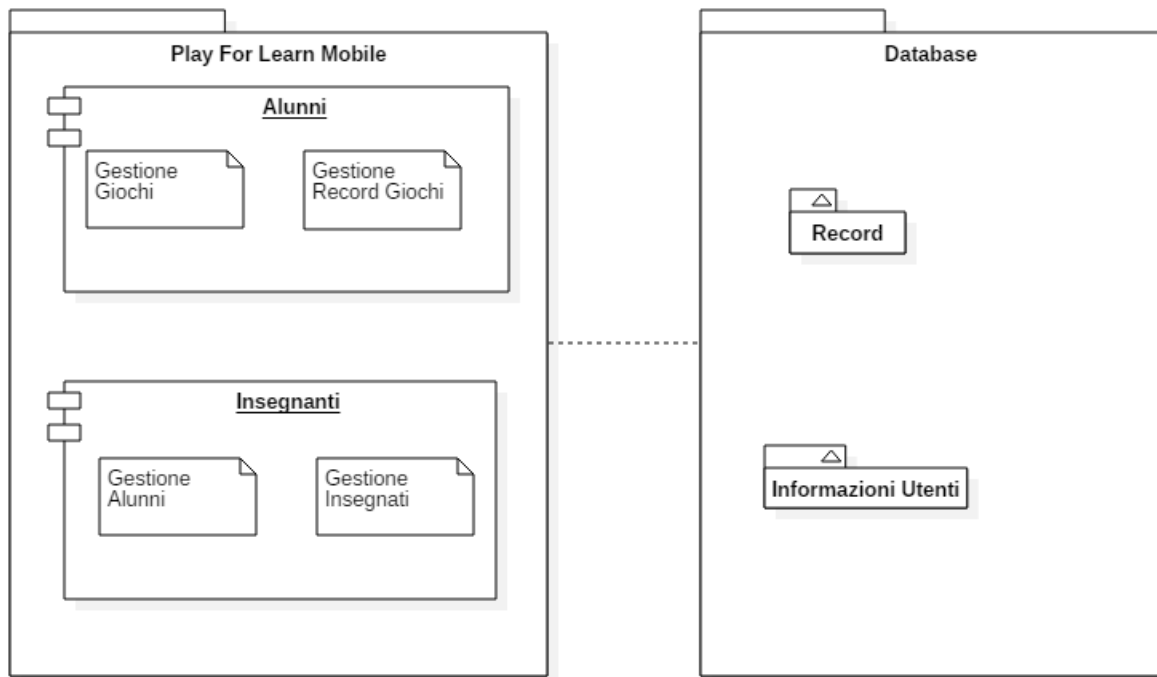 Play For Learn Mobile
Alunni
Gestione
Giochi
Gestione
Record Giochi
Insegnanti
Gestione
Alunni
Gestione
Insegnati
Database
Record
Informazioni Utenti